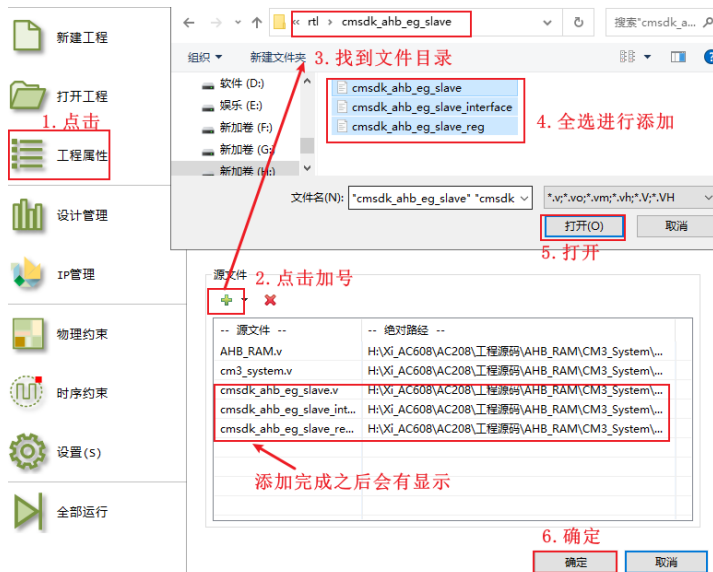 新建工程
打开工程
1.点击
工程属性
设计管理
IP管理
物理约束
时序约束
设置(S)
全部运行
« rtl › cmsdk_ahb_eg_slave
搜索"cmsdk_a...
组织
新建文件夹
3.找到文件目录
软件 (D:)
娱乐 (E:)
新加卷 (F:)
新加卷 (G:)
新加卷 (H:)
cmsdk_ahb_eg_slave
cmsdk_ahb_eg_slave_interface
cmsdk_ahb_eg_slave_reg
4.全选进行添加
文件名(N): "cmsdk_ahb_eg_slave" "cmsdk
*.v;*.vo;*.vm;*.vh;*.V;*.VH
打开(O) 取消
5.打开
源文件
2.点击加号
-- 源文件 -- -- 绝对路经 --
AHB_RAM.v H:\Xi_AC608\AC208\工程源码\AHB_RAM\CM3_System\...
cm3_system.v H:\Xi_AC608\AC208\工程源码\AHB_RAM\CM3_System\...
cmsdk_ahb_eg_slave.v H:\Xi_AC608\AC208\工程源码\AHB_RAM\CM3_System\...
cmsdk_ahb_eg_slave_int... H:\Xi_AC608\AC208\工程源码\AHB_RAM\CM3_System\...
cmsdk_ahb_eg_slave_re... H:\Xi_AC608\AC208\工程源码\AHB_RAM\CM3_System\...
添加完成之后会有显示
6.确定
确定 取消